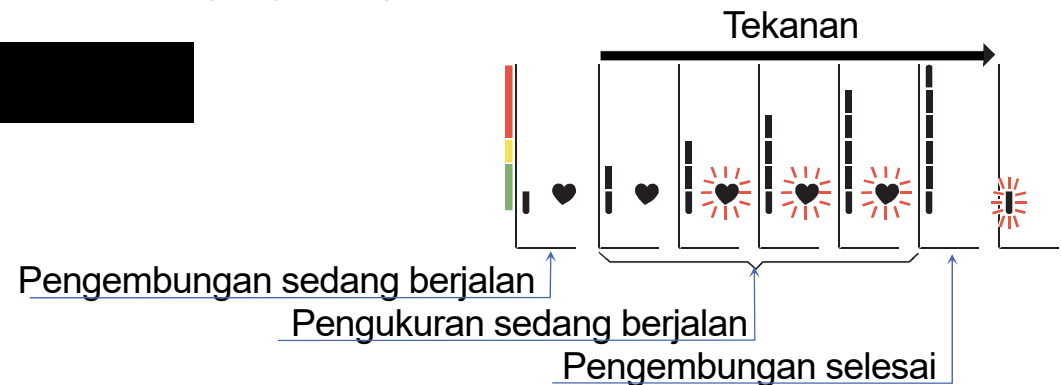 Tekanan
Pengembungan sedang berjalan
Pengukuran sedang berjalan
Pengembungan selesai